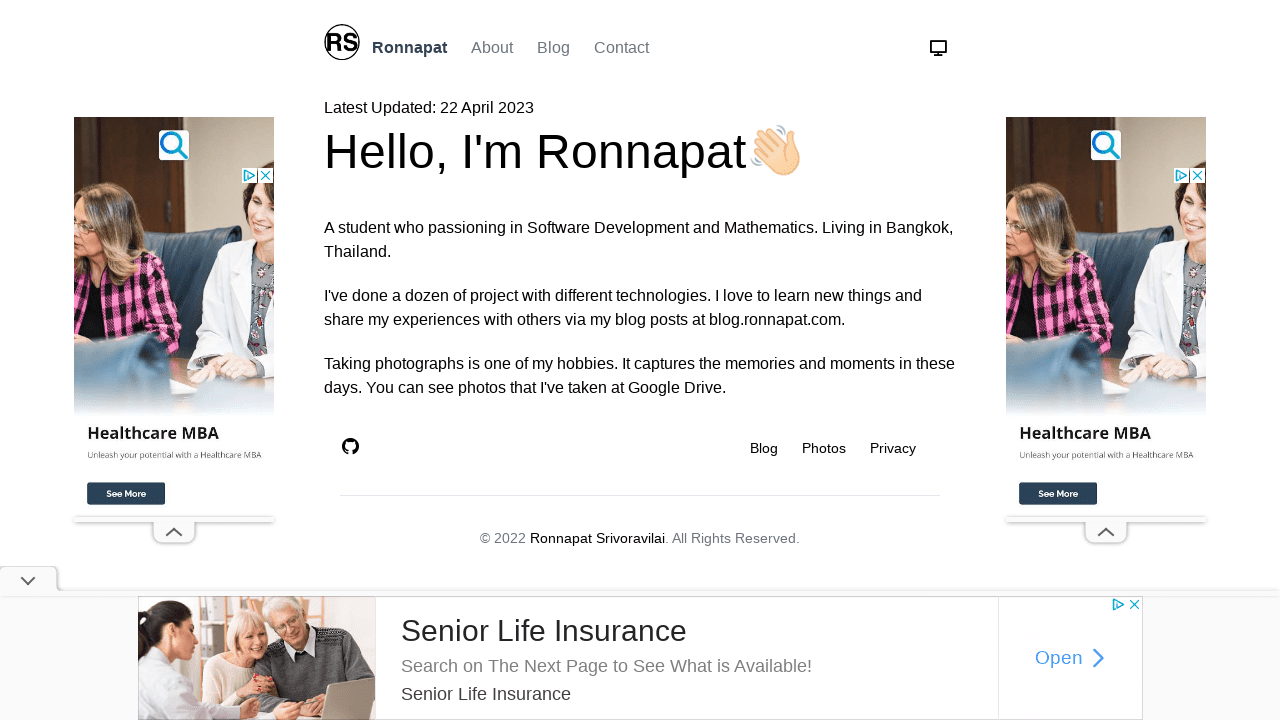 RS Ronnapat About Blog Contact
Latest Updated: 22 April 2023
Hello, I'm Ronnapat👋🏻
A student who passioning in Software Development and Mathematics. Living in Bangkok,
Thailand.
I've done a dozen of project with different technologies. I love to learn new things and
share my experiences with others via my blog posts at blog.ronnapat.com.
Taking photographs is one of my hobbies. It captures the memories and moments in these
days. You can see photos that I've taken at Google Drive.
Blog Photos Privacy
© 2022 Ronnapat Srivoravilai. All Rights Reserved.
Healthcare MBA
Unleash your potential with a Healthcare MBA
See More
Healthcare MBA
Unleash your potential with a Healthcare MBA
See More
Senior Life Insurance
Search on The Next Page to See What is Available!
Senior Life Insurance
Open